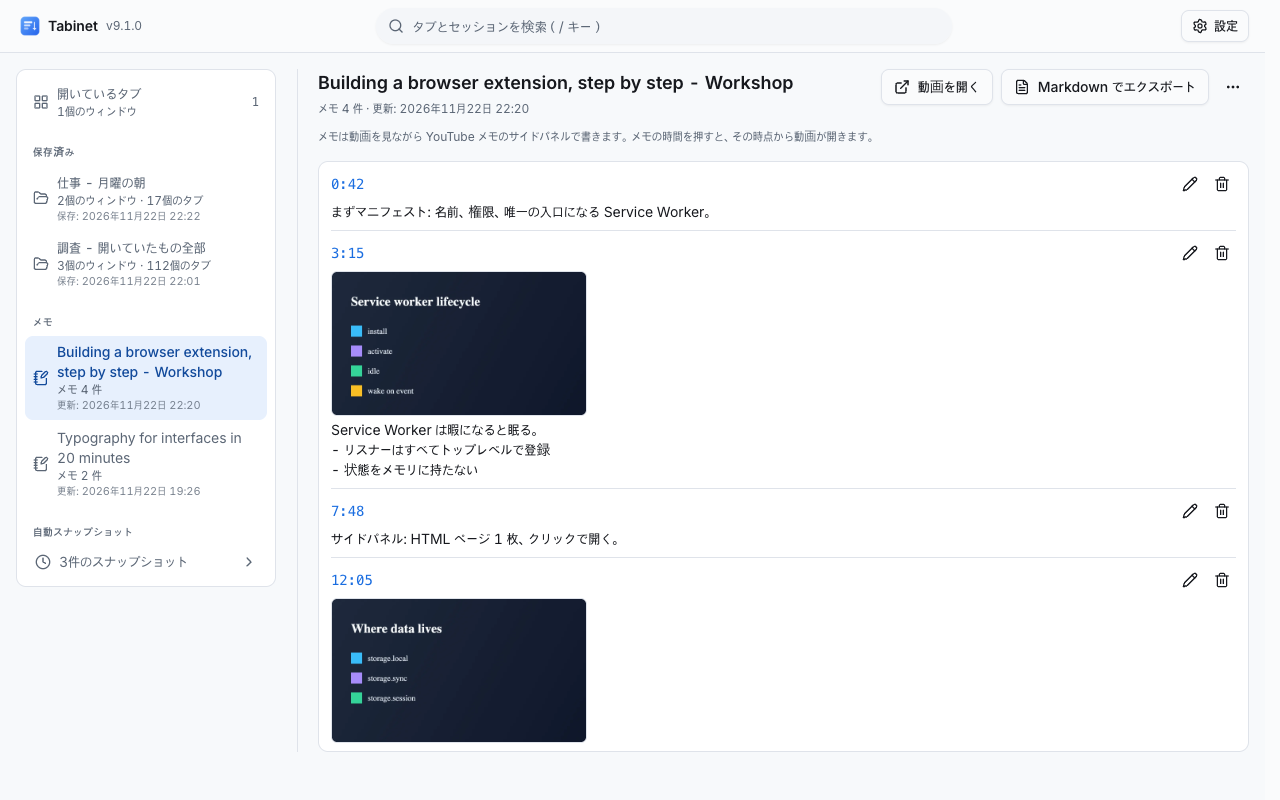 Tabinet v9.1.0
タブとセッションを検索 ( / キー )
設定
開いているタブ
1個のウィンドウ
1
保存済み
仕事 - 月曜の朝
2個のウィンドウ · 17個のタブ
保存: 2026年11月22日 22:22
調査 - 開いていたもの全部
3個のウィンドウ · 112個のタブ
保存: 2026年11月22日 22:01
メモ
Building a browser extension,
step by step - Workshop
メモ 4 件
更新: 2026年11月22日 22:20
Typography for interfaces in
20 minutes
メモ 2 件
更新: 2026年11月22日 19:26
自動スナップショット
3件のスナップショット
Building a browser extension, step by step - Workshop
メモ 4 件 · 更新: 2026年11月22日 22:20
動画を開く
Markdown でエクスポート
メモは動画を見ながら YouTube メモのサイドパネルで書きます。メモの時間を押すと、その時点から動画が開きます。
0:42
まずマニフェスト: 名前、権限、唯一の入口になる Service Worker。
3:15
Service worker lifecycle
install
activate
idle
wake on event
Service Worker は暇になると眠る。
- リスナーはすべてトップレベルで登録
- 状態をメモリに持たない
7:48
サイドパネル: HTML ページ 1 枚、クリックで開く。
12:05
Where data lives
storage.local
storage.sync
storage.session